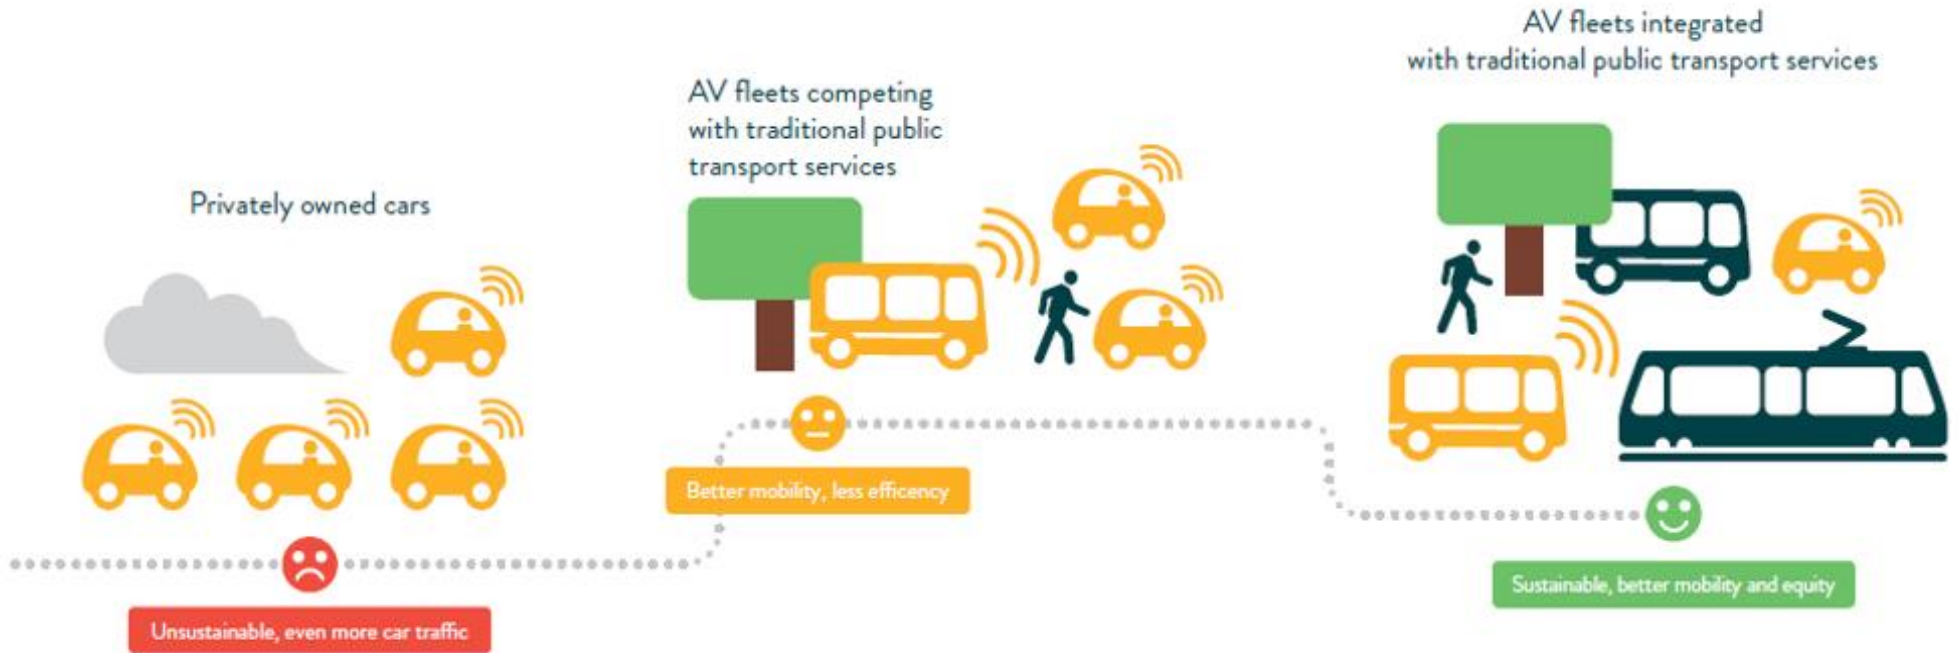 Privately owned cars
Unsustainable, even more car traffic
AV fleets competing
with traditional public
transport services
Better mobility, less efficency
AV fleets integrated
with traditional public transport services
Sustainable, better mobility and equity